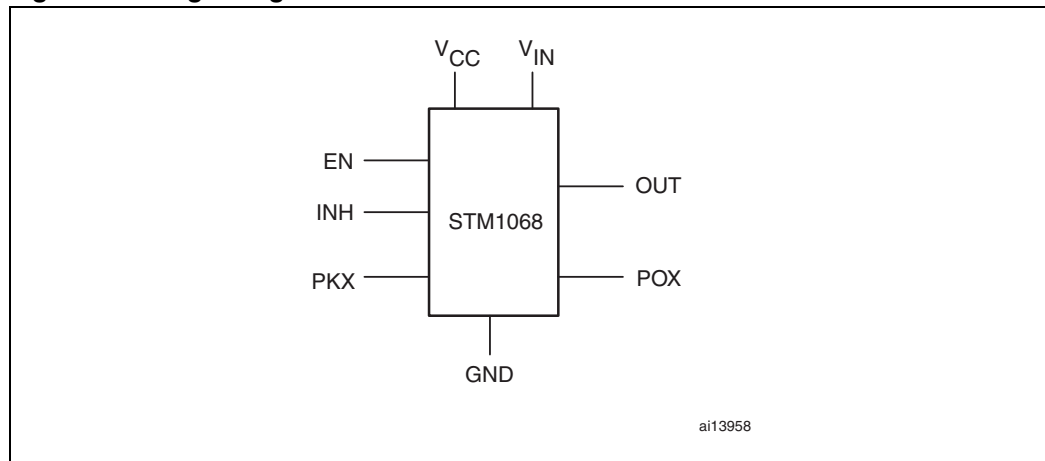 VCC VIN
EN
OUT
INH
STM1068
PKX
POX
GND
ai13958